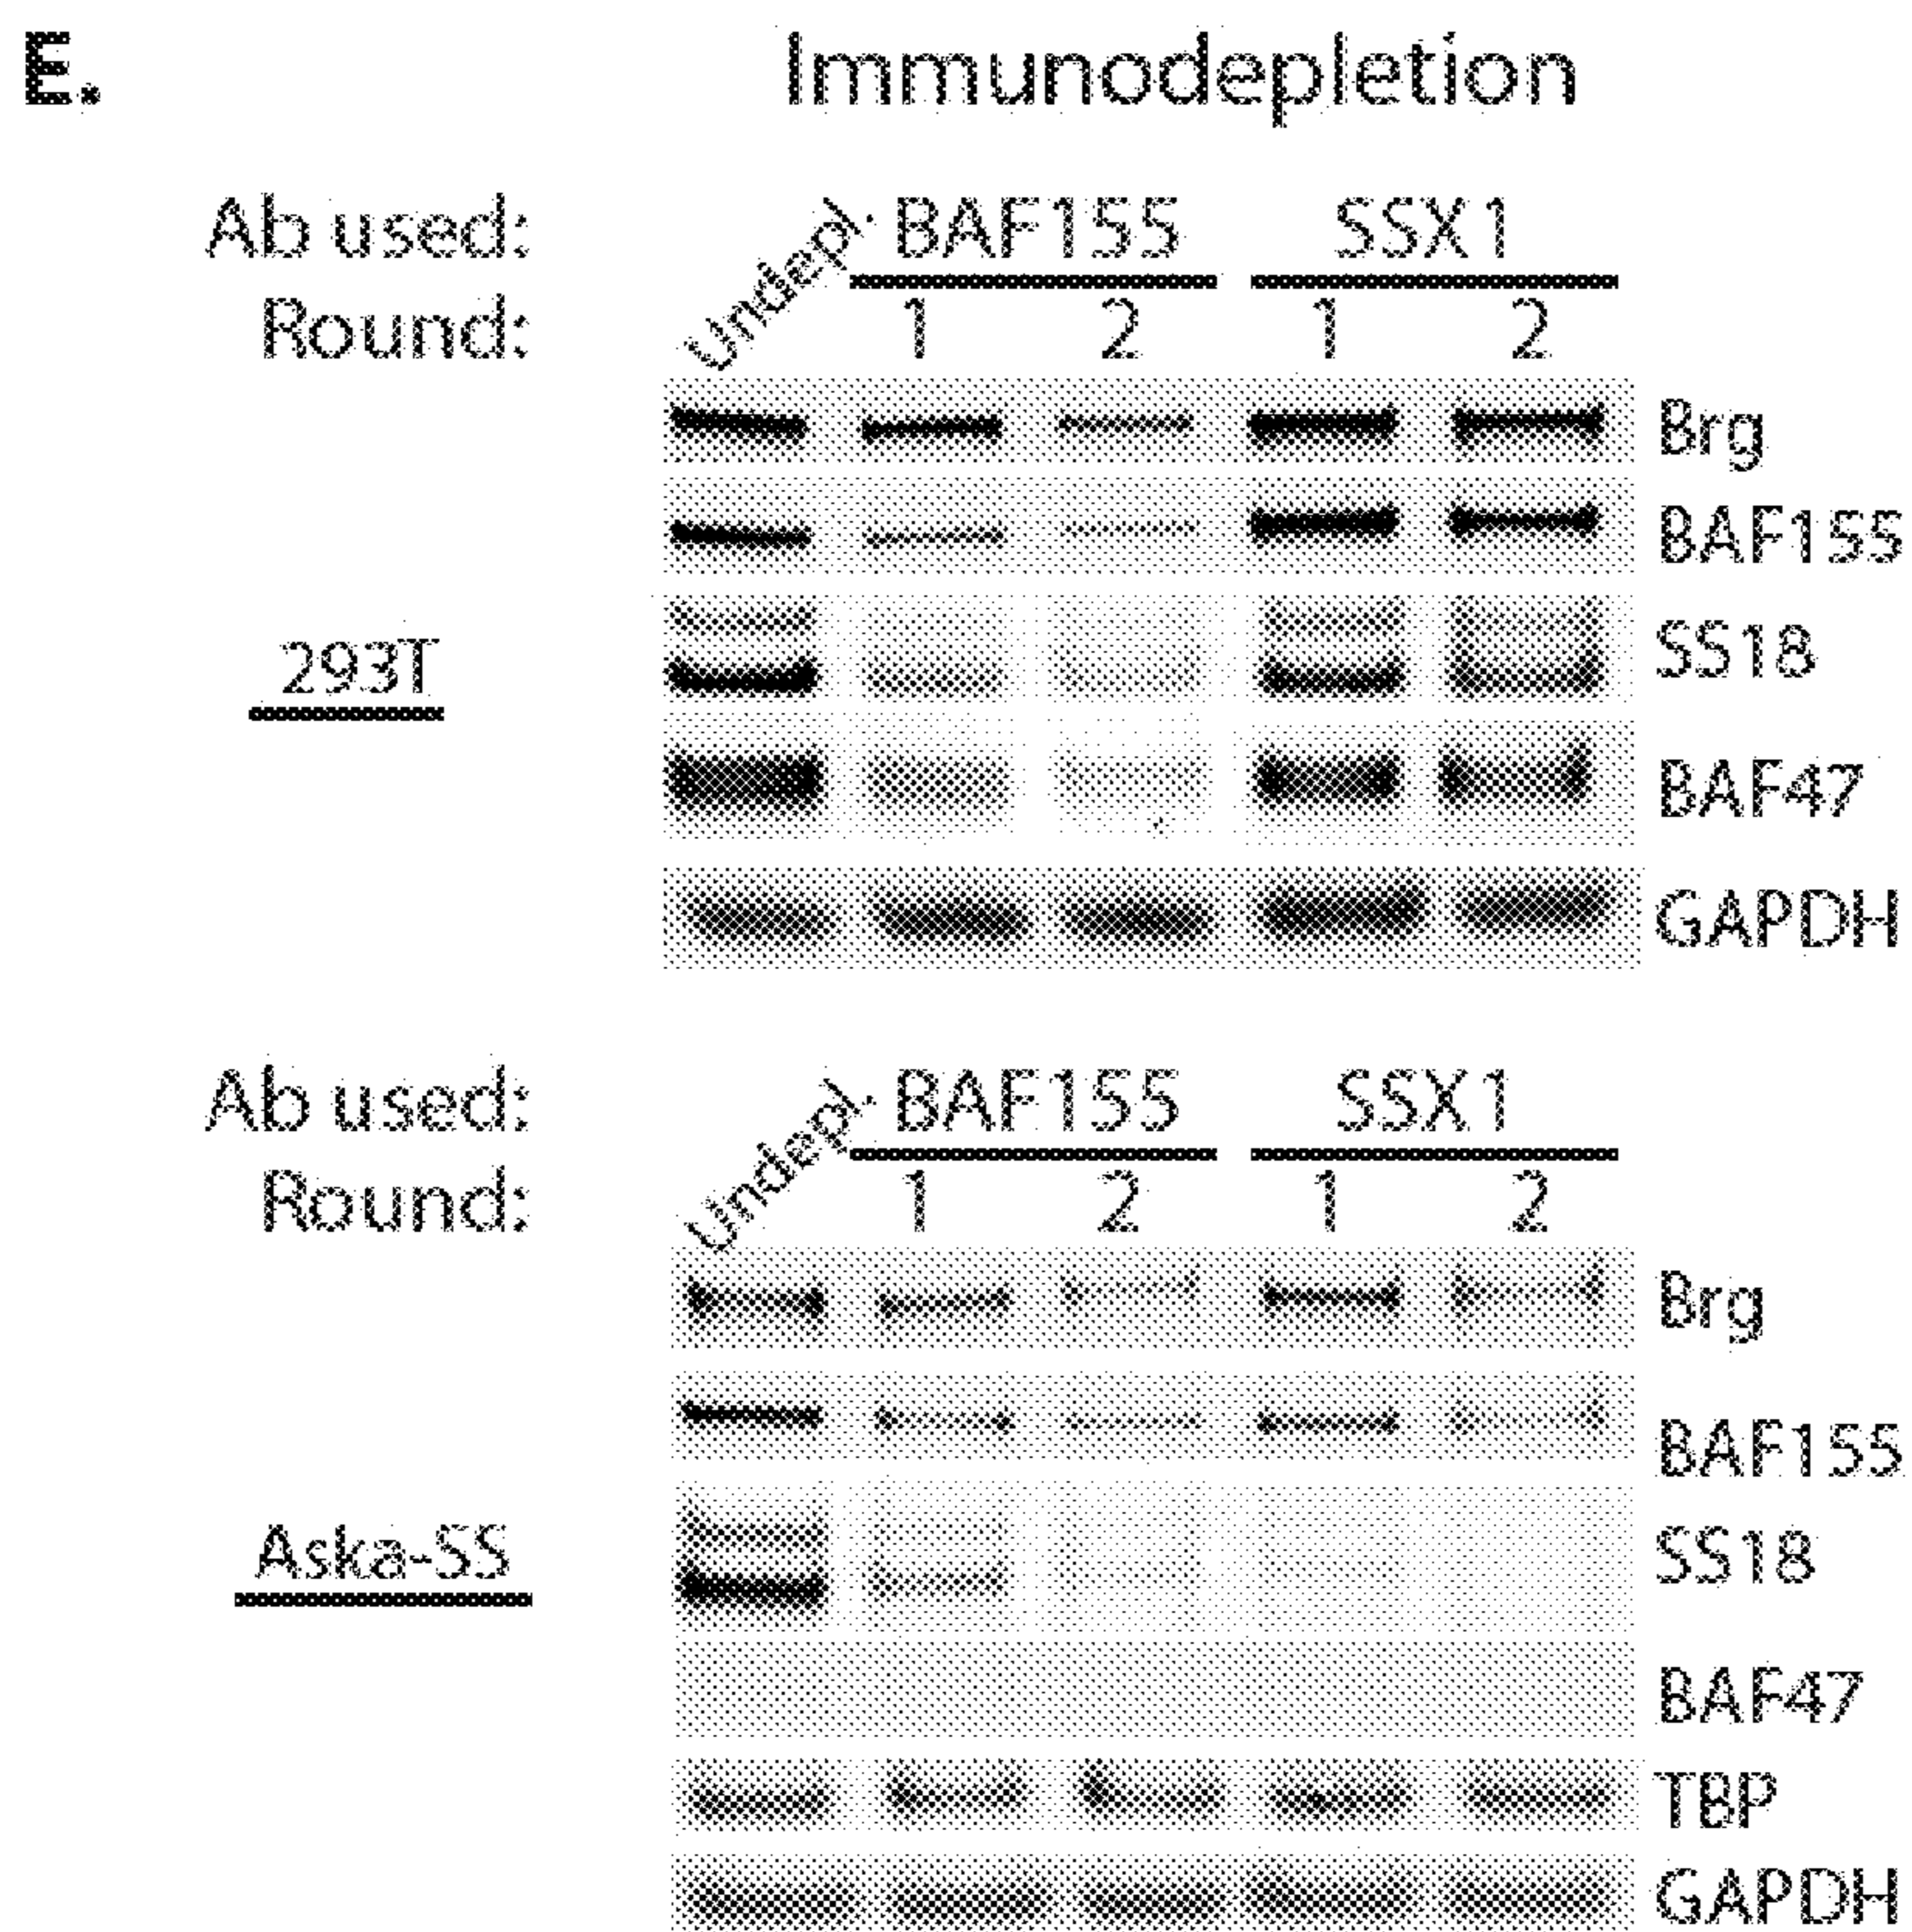 E. Immunodepletion
Ab used: Undepl. BAF155 SSX1
Round: 1 2 1 2
Brg
BAF155
SS18
293T
BAF47
GAPDH
Ab used: Undepl. BAF155 SSX1
Round: 1 2 1 2
Brg
BAF155
Aska-SS SS18
BAF47
TBP
GAPDH